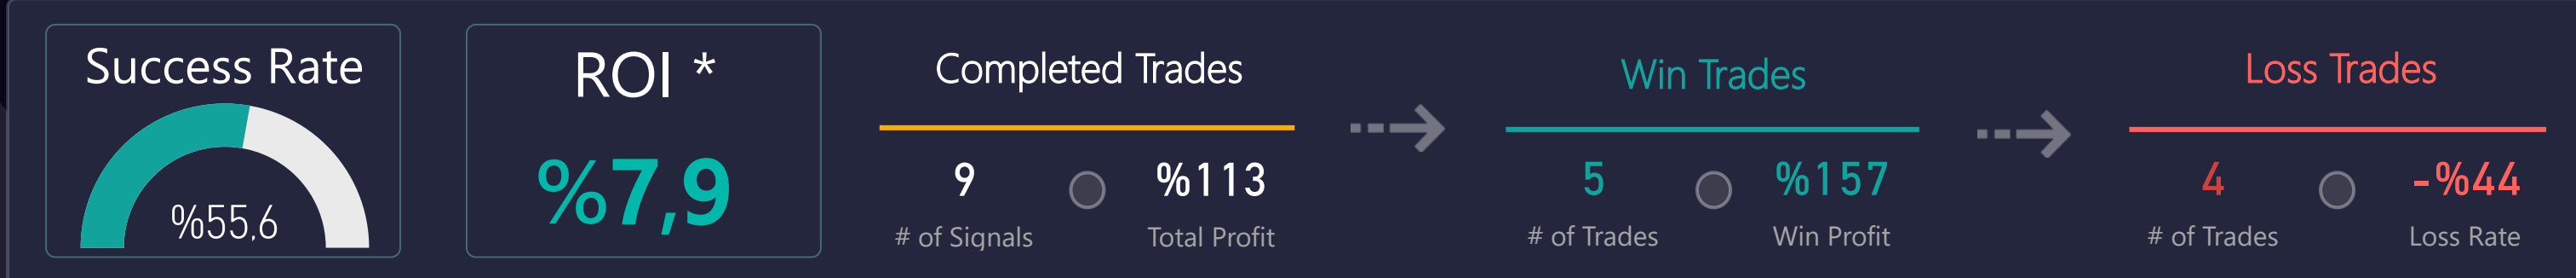 Success Rate
%55,6
ROI *
%7,9
Completed Trades
9
# of Signals
%113
Total Profit
Win Trades
5
# of Trades
%157
Win Profit
Loss Trades
4
# of Trades
-%44
Loss Rate